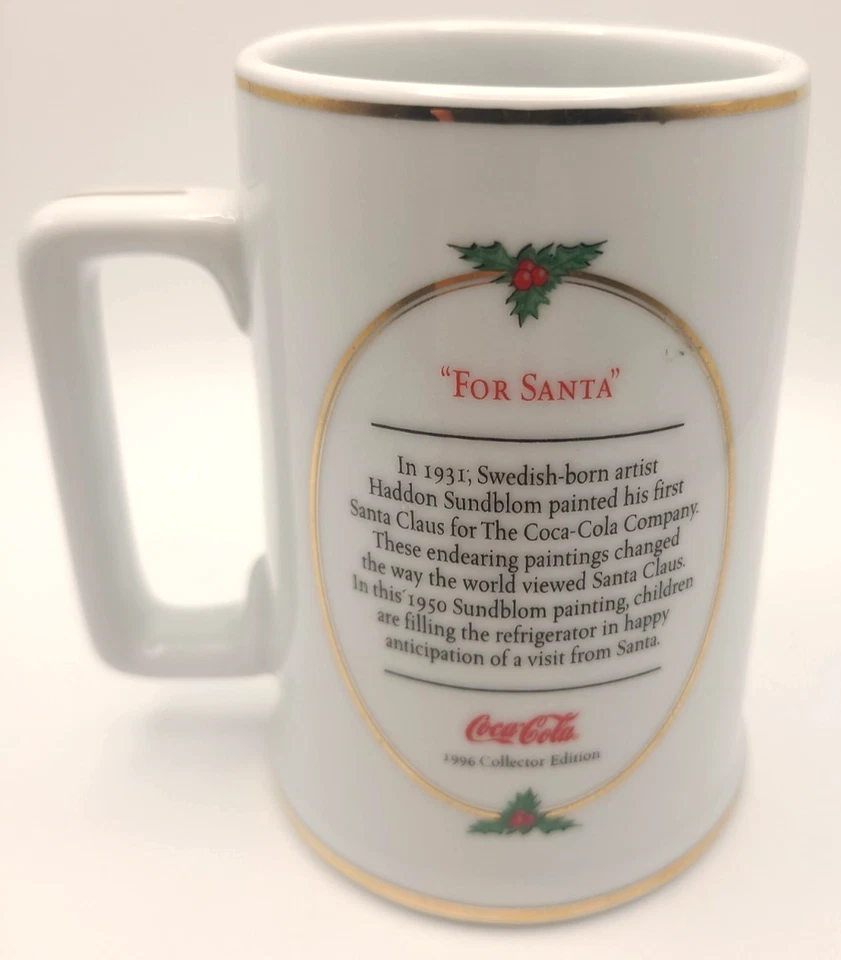 “FOR SANTA”
In 1931, Swedish-born artist
Haddon Sundblom painted his first
Santa Claus for The Coca-Cola Company.
These endearing paintings changed
the way the world viewed Santa Claus.
In this 1950 Sundblom painting, children
are filling the refrigerator in happy
anticipation of a visit from Santa.
Coca-Cola
1996 Collector Edition